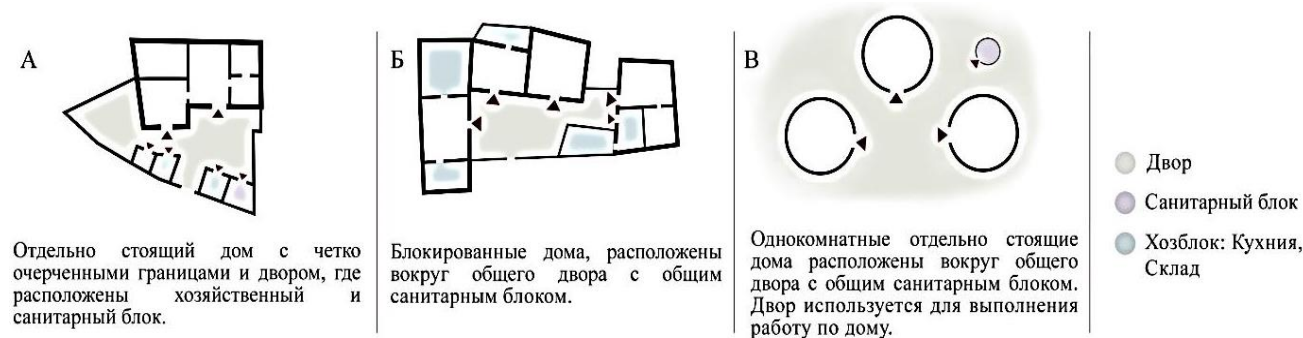 А
Отдельно стоящий дом с четко
очерченными границами и двором, где
расположены хозяйственный и
санитарный блок.
Б
Блокированные дома, расположены
вокруг общего двора с общим
санитарным блоком.
В
Однокомнатные отдельно стоящие
дома расположены вокруг общего
двора с общим санитарным блоком.
Двор используется для выполнения
работу по дому.
Двор
Санитарный блок
Хозблок: Кухния,
Склад